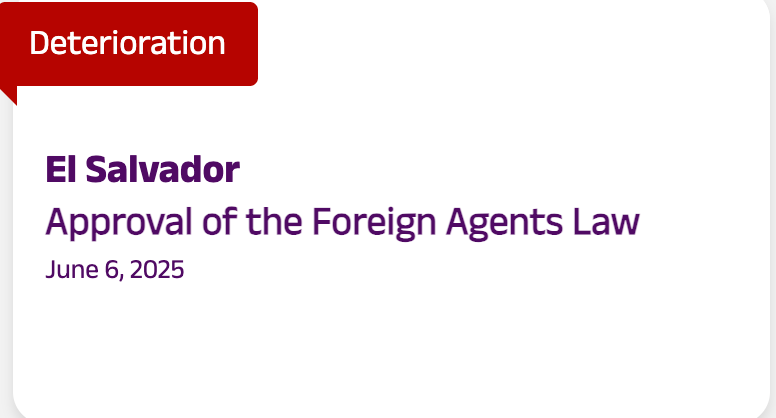 Deterioration
El Salvador
Approval of the Foreign Agents Law
June 6, 2025